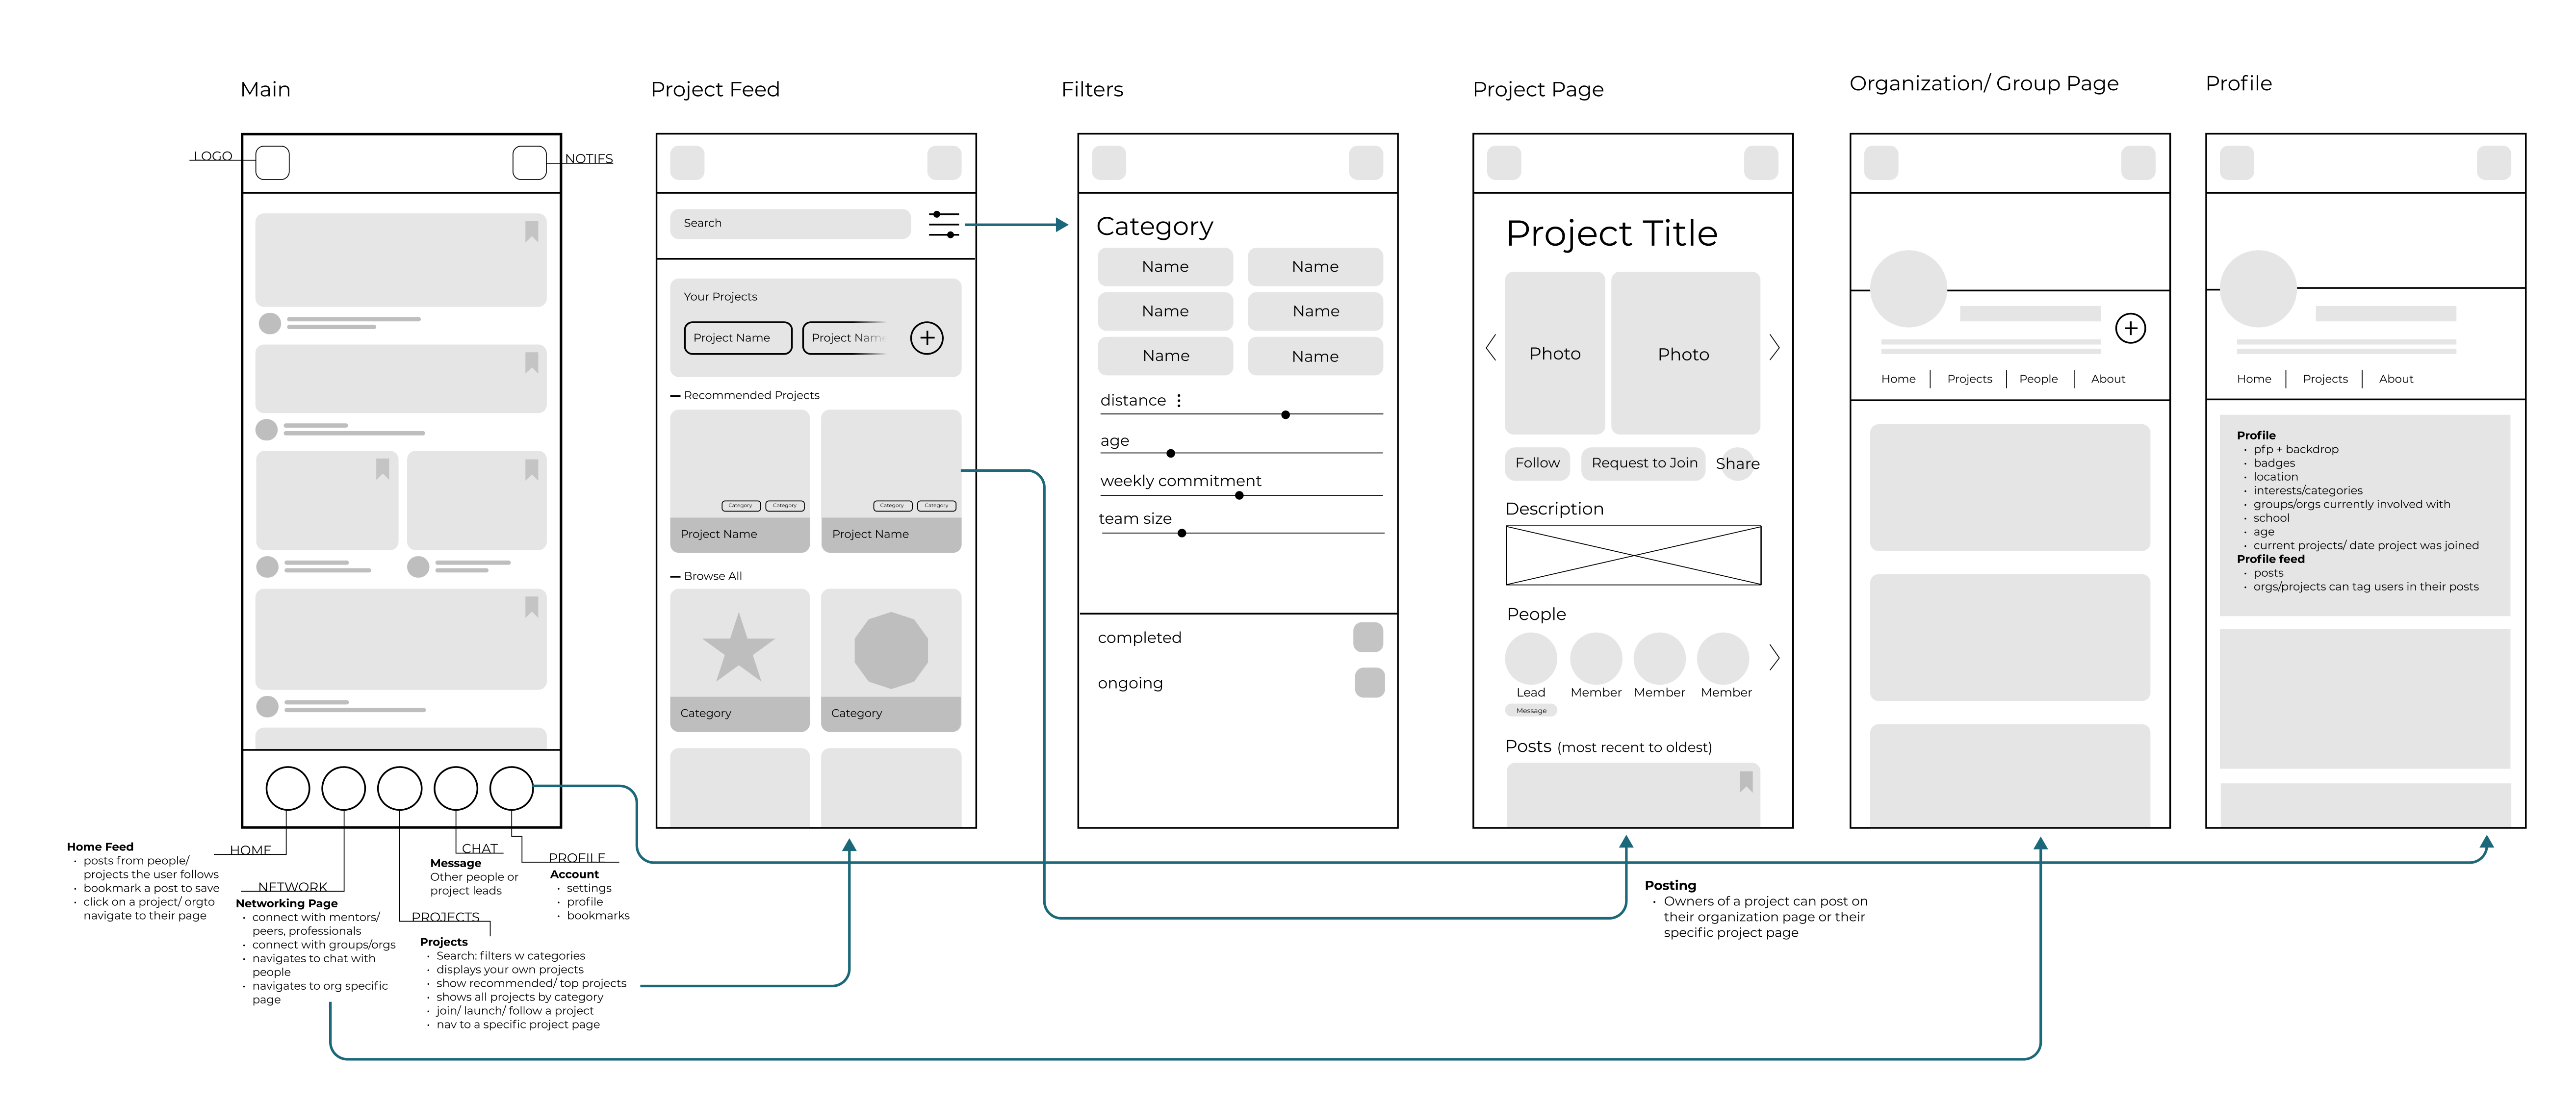 Main
Project Feed
Filters
Project Page
Organization/ Group Page
Profile
LOGO
NOTIFS
HOME
Home Feed
• posts from people/
projects the user follows
• bookmark a post to save
• click on a project/ orgto
navigate to their page
NETWORK
Networking Page
• connect with mentors/
peers, professionals
• connect with groups/orgs
• navigates to chat with
people
• navigates to org specific
page
PROJECTS
Projects
• Search: filters w categories
• displays your own projects
• show recommended/ top projects
• shows all projects by category
• join/ launch/ follow a project
• nav to a specific project page
CHAT
Message
Other people or
project leads
PROFILE
Account
• settings
• profile
• bookmarks
Search
Your Projects
Project Name
Project Name
Recommended Projects
Category Category
Category Category
Project Name
Project Name
Browse All
Category
Category
Category
Name Name
Name Name
Name Name
distance
age
weekly commitment
team size
completed
ongoing
Project Title
Photo
Photo
Follow
Request to Join
Share
Description
People
Lead Member Member Member
Message
Posts (most recent to oldest)
Posting
• Owners of a project can post on
their organization page or their
specific project page
Home Projects People About
Home Projects About
Profile
• pfp + backdrop
• badges
• location
• interests/categories
• groups/orgs currently involved with
• school
• age
• current projects/ date project was joined
Profile feed
• posts
• orgs/projects can tag users in their posts